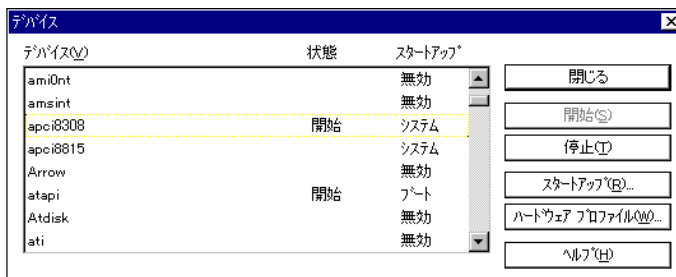 ﾃﾞﾊﾞｲｽ
ﾃﾞﾊﾞｲｽ(V) 状態 ｽﾀｰﾄｱｯﾌﾟ
ami0nt 無効
amsint 無効
apci8308 開始 ｼｽﾃﾑ
apci8815 ｼｽﾃﾑ
Arrow 無効
atapi 開始 ﾌﾞｰﾄ
Atdisk 無効
ati 無効
閉じる
開始(S)
停止(T)
ｽﾀｰﾄｱｯﾌﾟ(R)...
ﾊｰﾄﾞｳｪｱ ﾌﾟﾛﾌｧｲﾙ(W)...
ﾍﾙﾌﾟ(H)